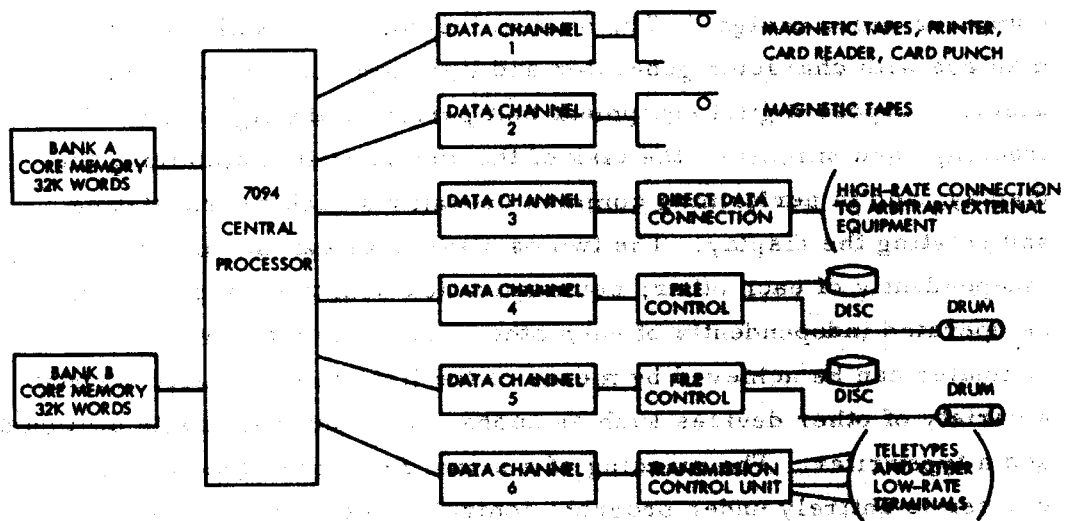 DATA CHANNEL
1
MAGNETIC TAPES, PRINTER,
CARD READER, CARD PUNCH
DATA CHANNEL
2
MAGNETIC TAPES
BANK A
CORE MEMORY
32K WORDS
7094
CENTRAL
PROCESSOR
DATA CHANNEL
3
DIRECT DATA
CONNECTION
HIGH-RATE CONNECTION
TO ARBITRARY EXTERNAL
EQUIPMENT
DATA CHANNEL
4
FILE
CONTROL
DISC
DRUM
BANK B
CORE MEMORY
32K WORDS
DATA CHANNEL
5
FILE
CONTROL
DISC
DRUM
DATA CHANNEL
6
TRANSMISSION
CONTROL UNIT
TELETYPES
AND OTHER
LOW-RATE
TERMINALS